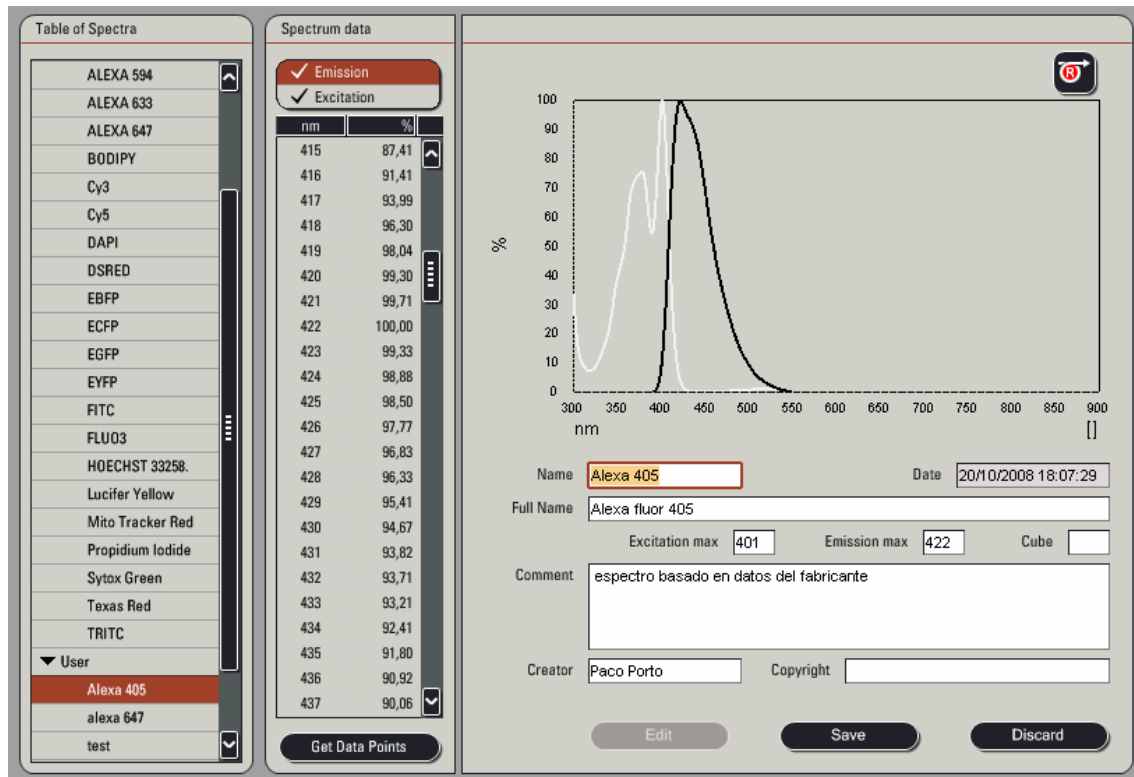 Table of Spectra
ALEXA 594
ALEXA 633
ALEXA 647
BODIPY
Cy3
Cy5
DAPI
DSRED
EBFP
ECFP
EGFP
EYFP
FITC
FLUO3
HOECHST 33258.
Lucifer Yellow
Mito Tracker Red
Propidium Iodide
Sytox Green
Texas Red
TRITC
User
Alexa 405
alexa 647
test
Spectrum data
Emission
Excitation
nm %
415 87,41
416 91,41
417 93,99
418 96,30
419 98,04
420 99,30
421 99,71
422 100,00
423 99,33
424 98,88
425 98,50
426 97,77
427 96,83
428 96,33
429 95,41
430 94,67
431 93,82
432 93,71
433 93,21
434 92,41
435 91,80
436 90,92
437 90,06
Get Data Points
R
100
90
80
70
60
50
40
30
20
10
0
%
300 350 400 450 500 550 600 650 700 750 800 850 900
nm []
Name Alexa 405 Date 20/10/2008 18:07:29
Full Name Alexa fluor 405
Excitation max 401 Emission max 422 Cube
Comment espectro basado en datos del fabricante
Creator Paco Porto Copyright
Edit Save Discard